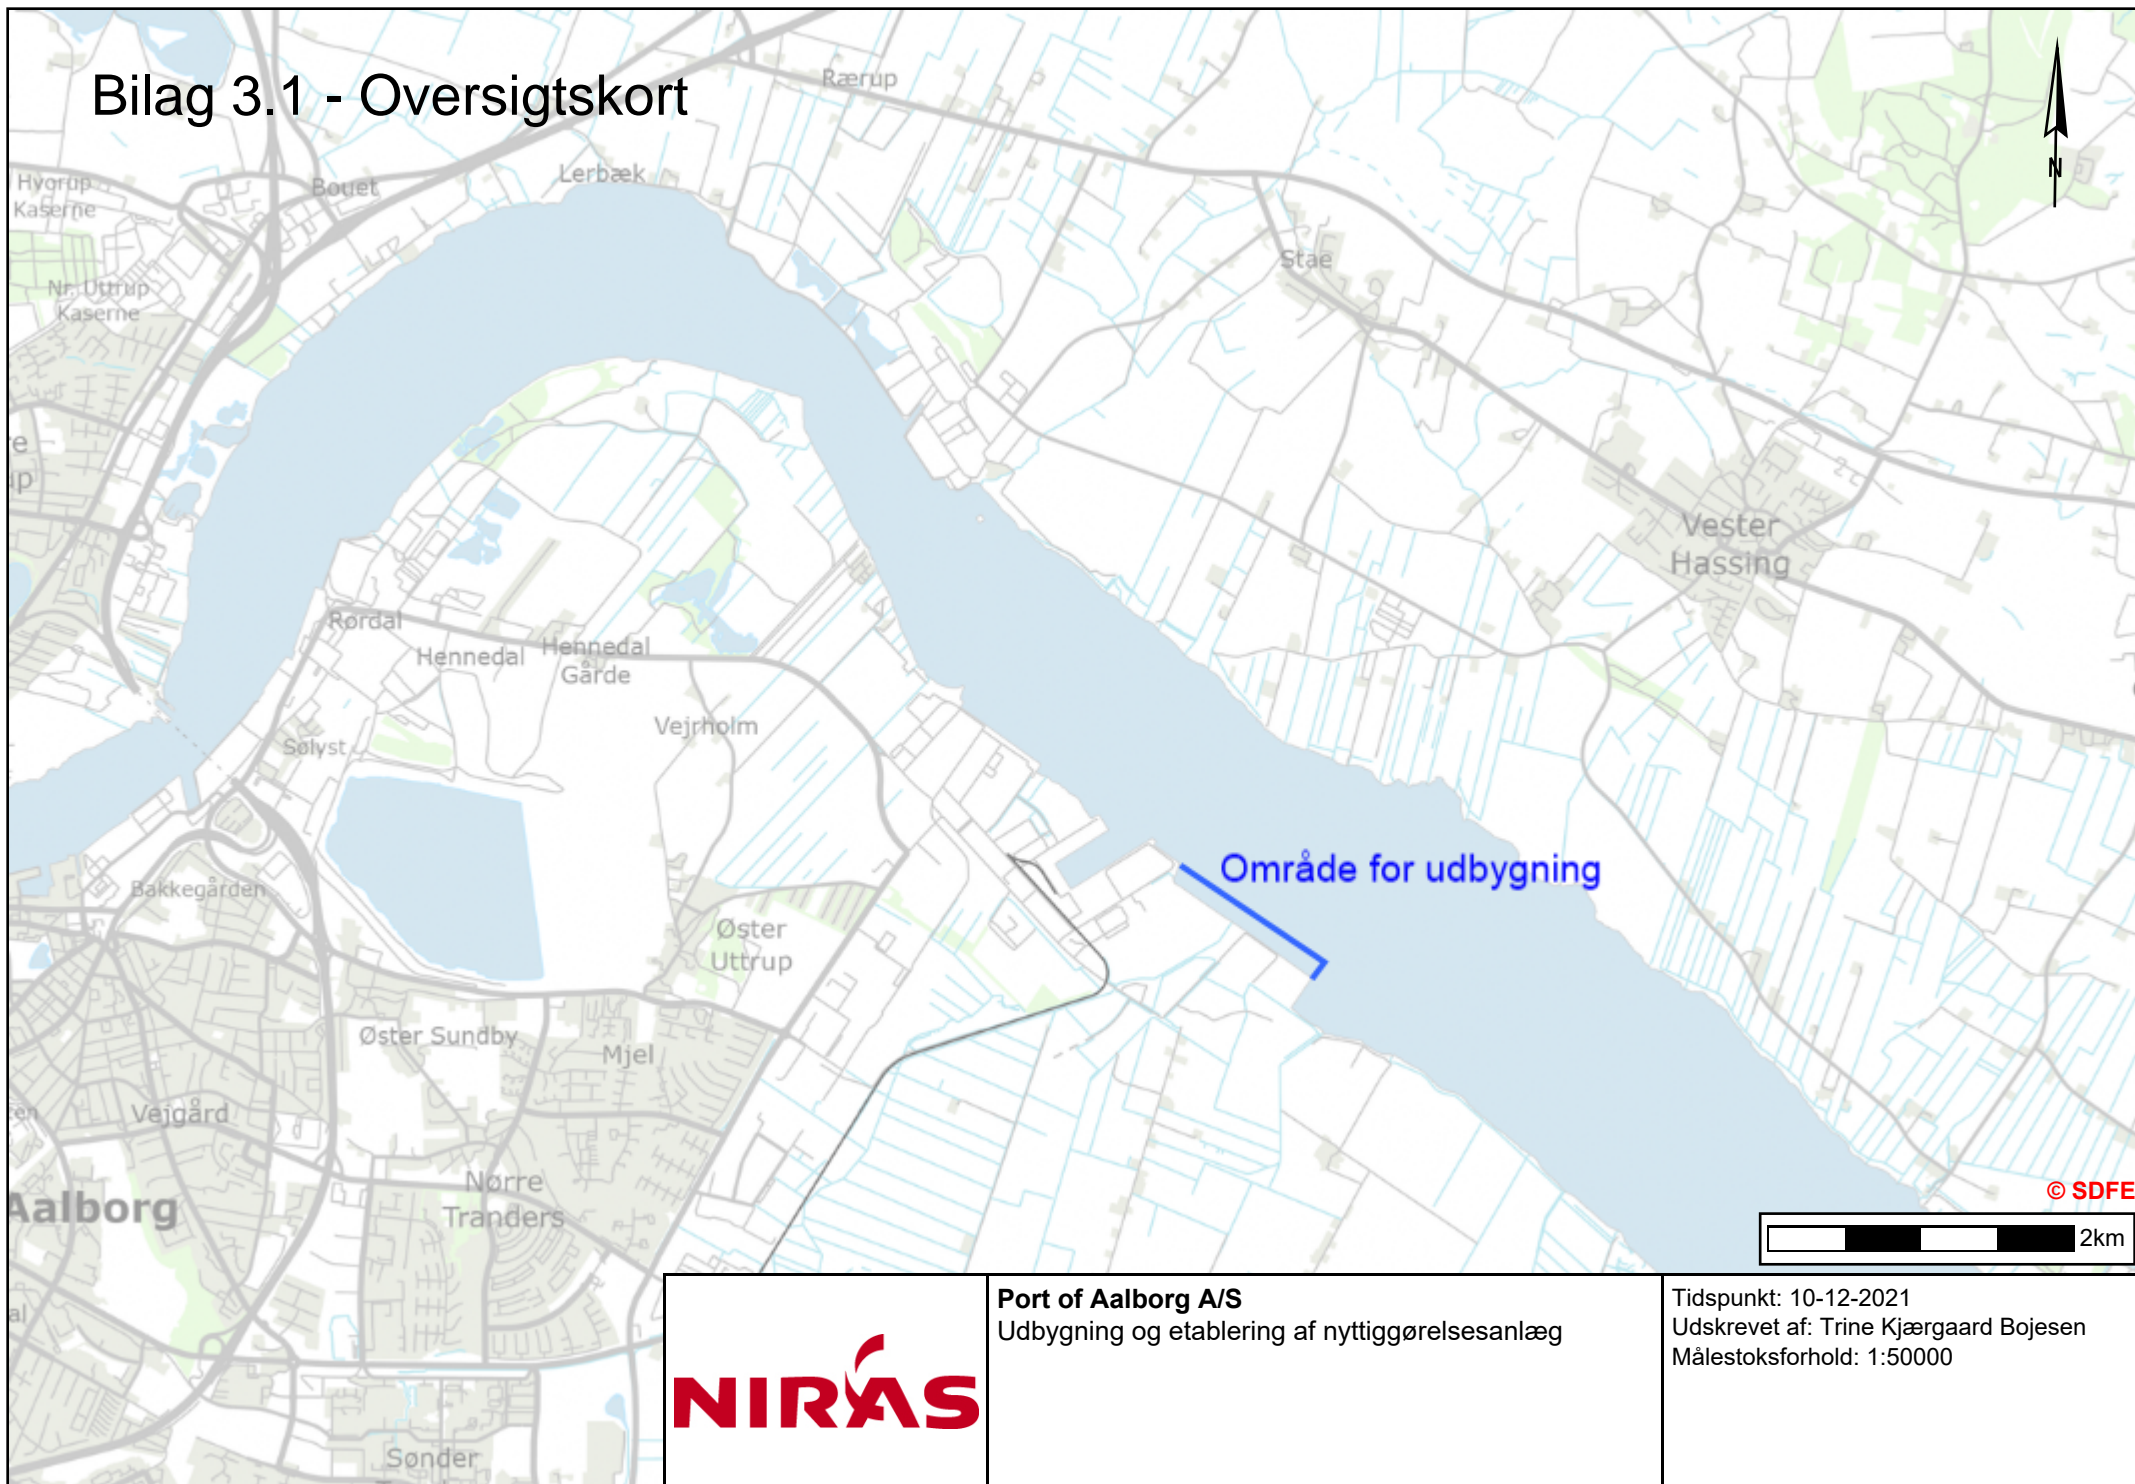 Bilag 3.1 - Oversigtskort
Rærup
N
Hvorup
Kaserne
Bouet
Lerbæk
Stae
Nr. Uttrup
Kaserne
Vester
Hassing
Rørdal
Hennedal
Hennedal
Gårde
Vejrholm
Sølyst
Område for udbygning
Bakkegården
Øster
Uttrup
Øster Sundby
Mjel
Vejgård
Nørre
Tranders
Aalborg
© SDFE
2km
Port of Aalborg A/S
Udbygning og etablering af nyttiggørelsesanlæg
Tidspunkt: 10-12-2021
Udskrevet af: Trine Kjærgaard Bojesen
Målestoksforhold: 1:50000
NIRAS
Sønder